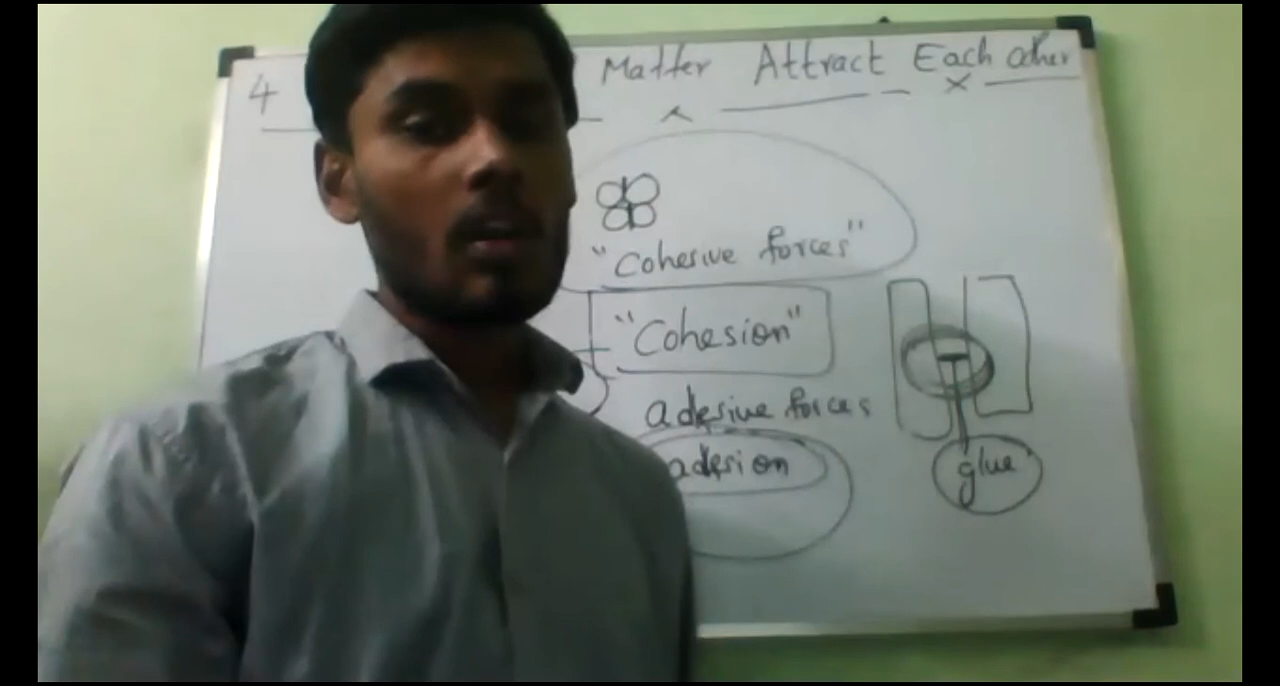 4 Matter Attract Each other
"Cohesive forces"
"Cohesion"
adesive forces
adesion
glue